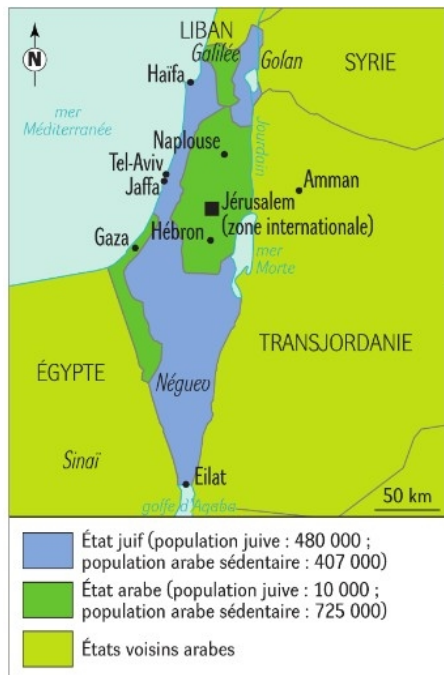 LIBAN
N
Galilée
Golan
SYRIE
Haïfa
mer
Méditerranée
Jourdain
Naplouse
Tel-Aviv
Jaffa
Amman
Jérusalem
(zone internationale)
Gaza
Hébron
mer
Morte
TRANSJORDANIE
ÉGYPTE
Néguev
Sinaï
Eilat
golfe d'Aqaba
50 km
État juif (population juive : 480 000 ;
population arabe sédentaire : 407 000)
État arabe (population juive : 10 000 ;
population arabe sédentaire : 725 000)
États voisins arabes